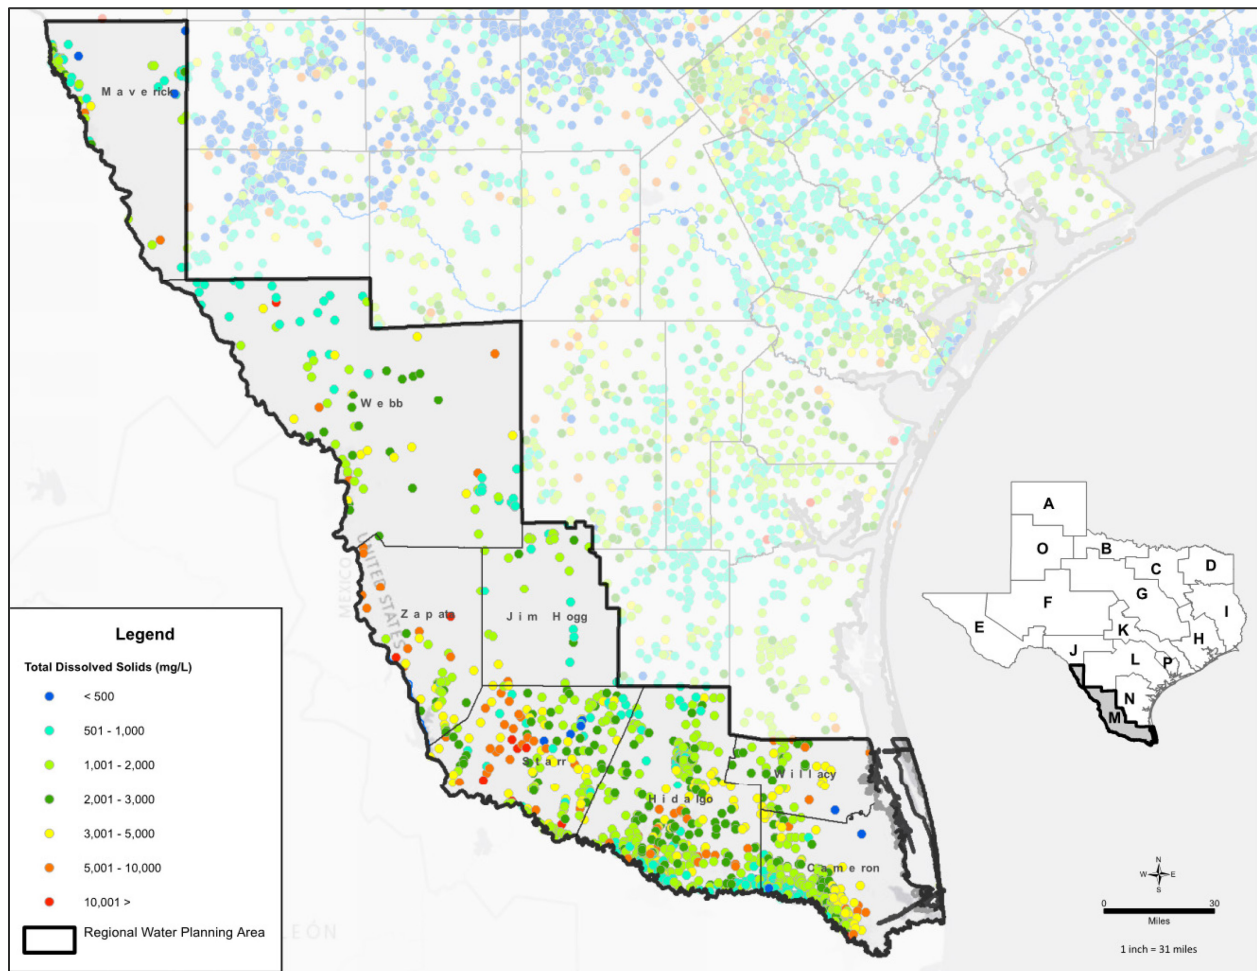 Maverick
Webb
MEXICO
UNITED STATES
Zapata
Jim Hogg
Starr
Hidalgo
Willacy
Cameron
LEÓN
Legend
Total Dissolved Solids (mg/L)
< 500
501 - 1,000
1,001 - 2,000
2,001 - 3,000
3,001 - 5,000
5,001 - 10,000
10,001 >
Regional Water Planning Area
A
O
B
C
D
F
G
E
I
K
H
J
L
P
N
M
N
W E
S
0 30
Miles
1 inch = 31 miles